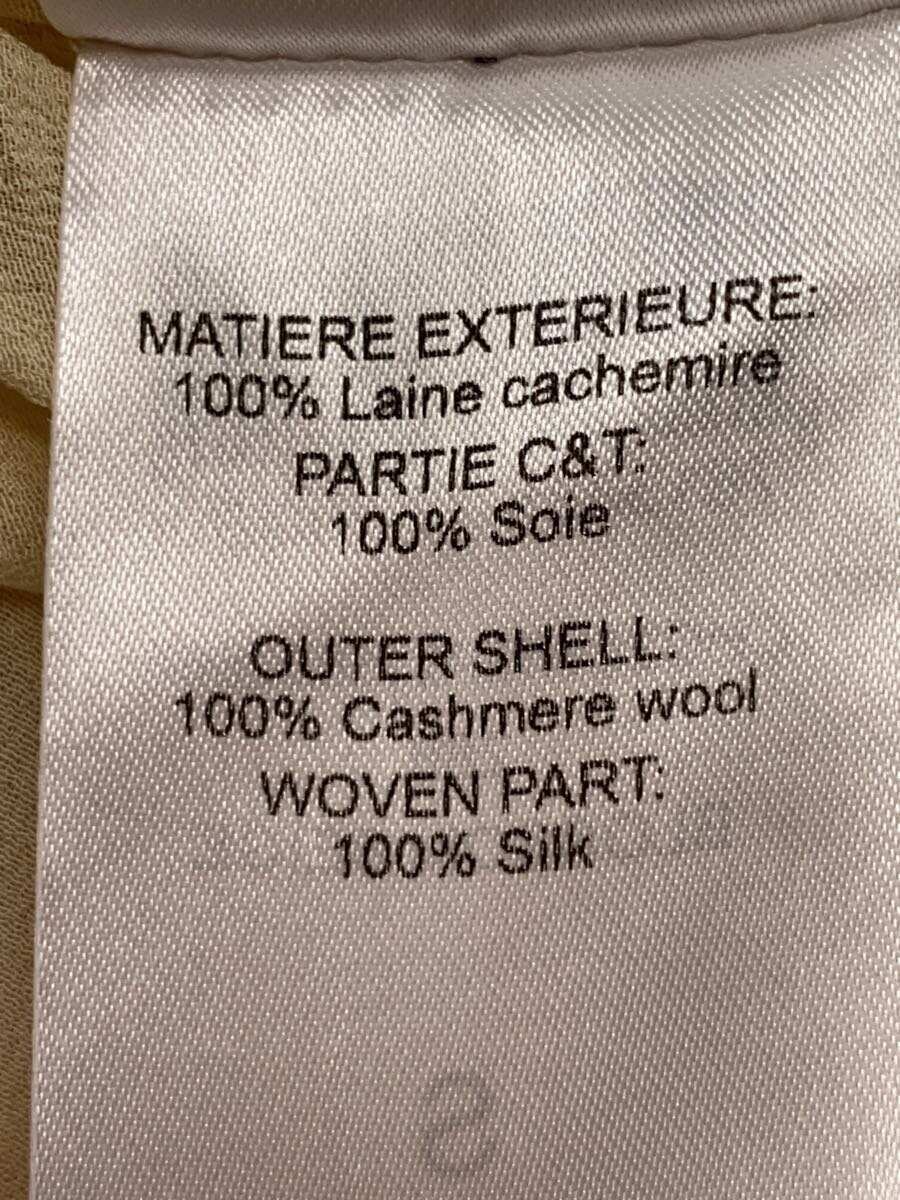 MATIERE EXTERIEURE:
100% Laine cachemire
PARTIE C&T:
100% Soie
OUTER SHELL:
100% Cashmere wool
WOVEN PART:
100% Silk
S